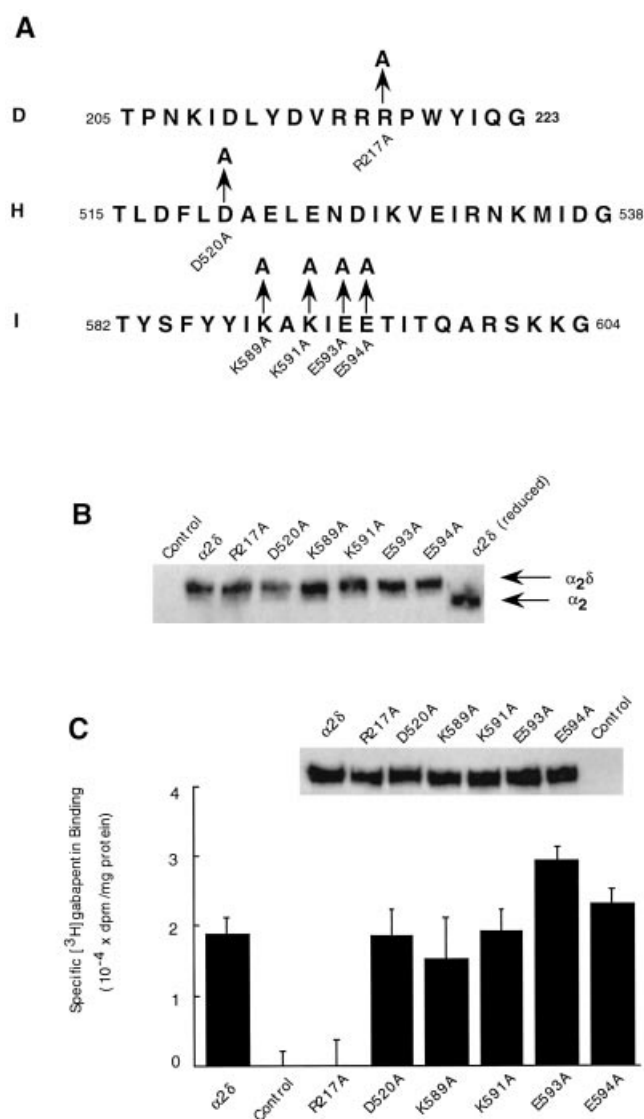 A
A
D 205 T P N K I D L Y D V R R R P W Y I Q G 223
R217A
A
H 515 T L D F L D A E L E N D I K V E I R N K M I D G 538
D520A
A A A A
I 582 T Y S F Y Y I K A K I E E T I T Q A R S K K G 604
K589A K591A E593A E594A
B
Control α2δ R217A D520A K589A K591A E593A E594A α2δ (reduced)
α2δ
α2
C
α2δ R217A D520A K589A K591A E593A E594A Control
Specific [3H]gabapentin Binding
(10-4 x dpm /mg protein)
4
3
2
1
0
α2δ Control R217A D520A K589A K591A E593A E594A